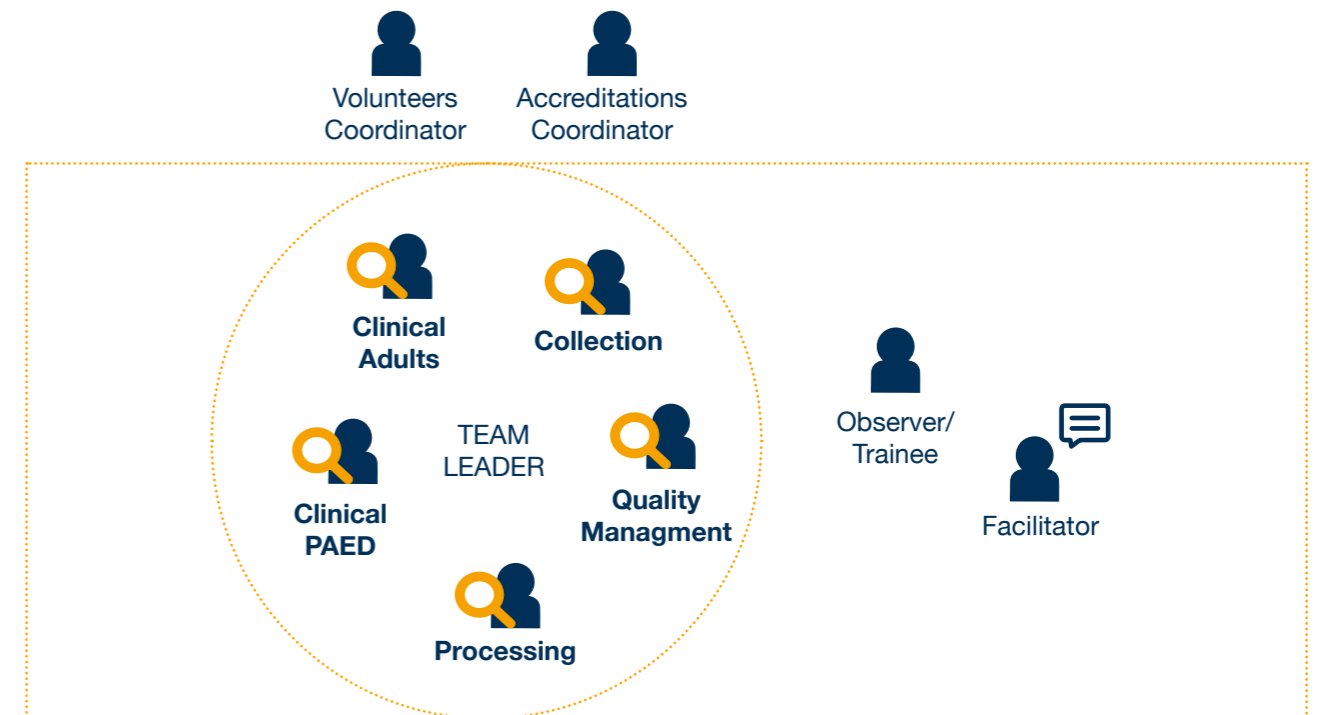 Volunteers
Coordinator
Accreditations
Coordinator
Clinical
Adults
Collection
TEAM
LEADER
Clinical
PAED
Quality
Managment
Processing
Observer/
Trainee
Facilitator